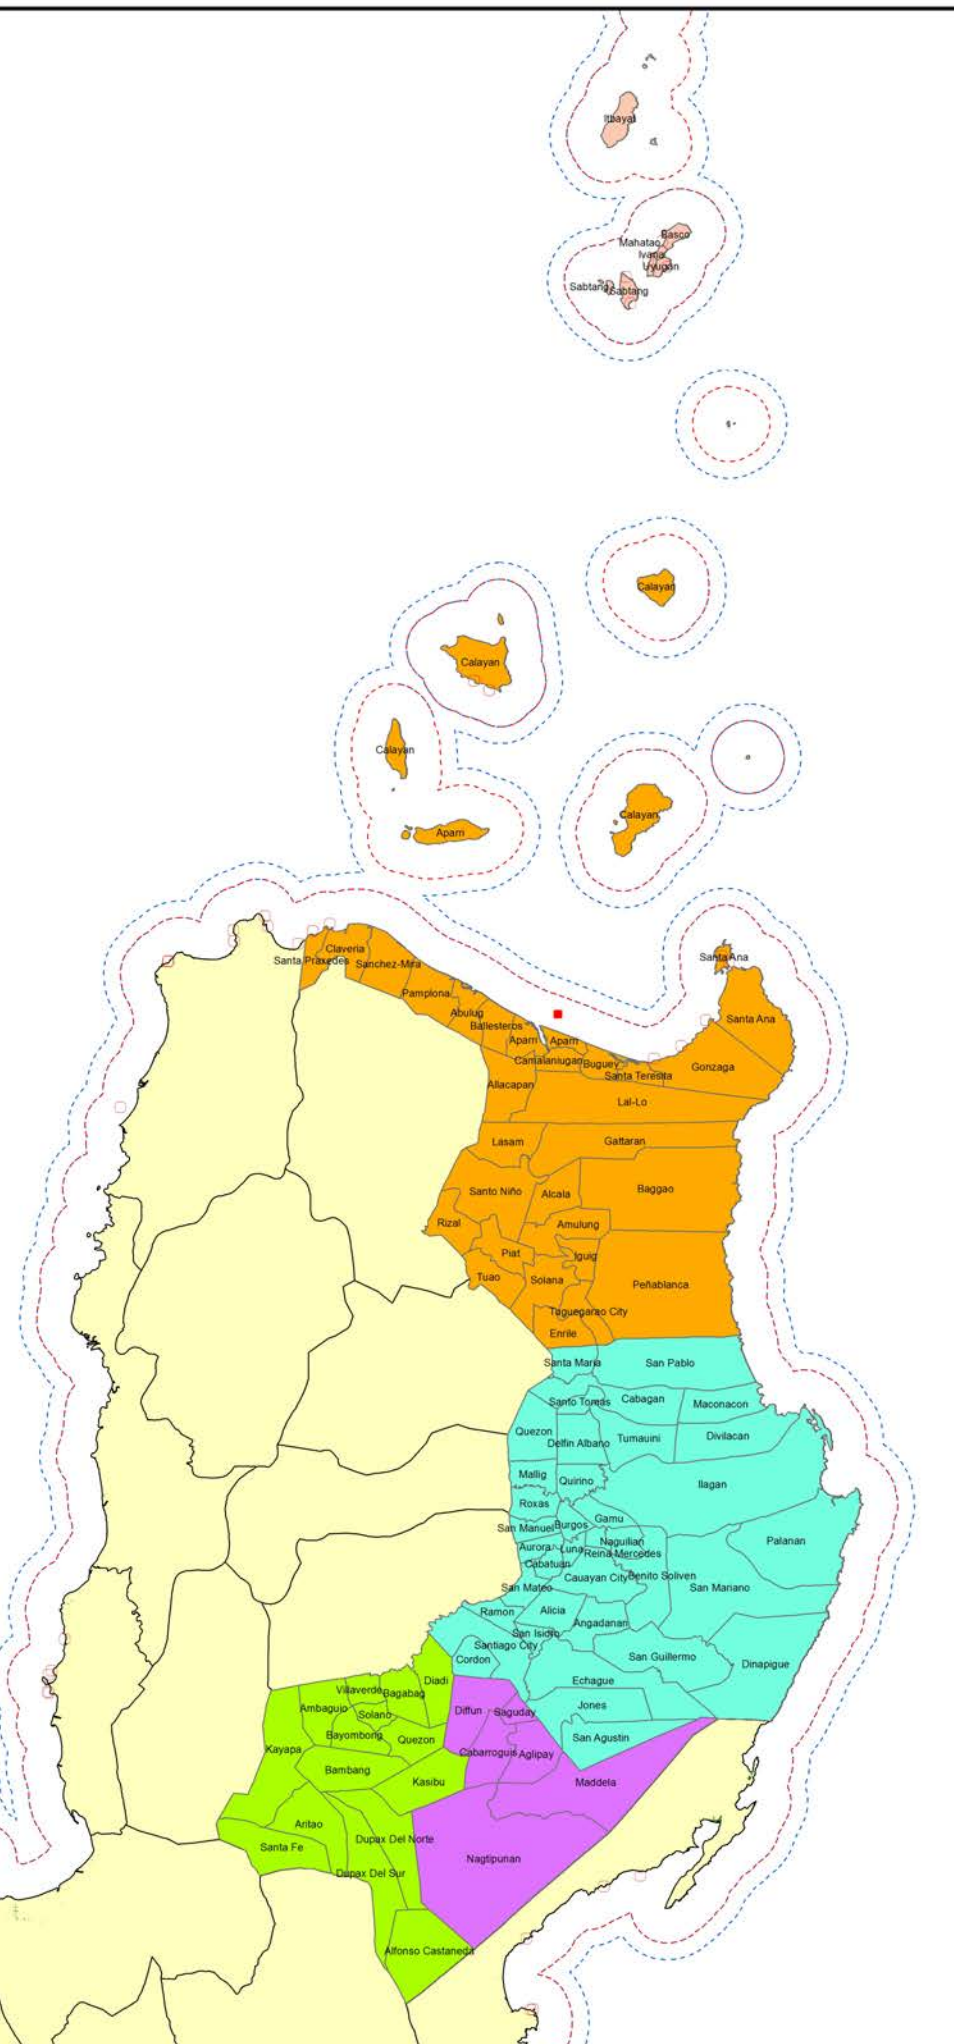 Itbayat
Basco
Mahatao
Ivana
Uyugan
Sabtang
Sabtang
Calayan
Calayan
Calayan
Calayan
Aparri
Claveria
Santa Praxedes
Sanchez-Mira
Santa Ana
Pamplona
Abulug
Santa Ana
Ballesteros
Aparri
Aparri
Camalaniugan
Buguey
Gonzaga
Santa Teresita
Allacapan
Lal-Lo
Lasam
Gattaran
Santo Niño
Alcala
Baggao
Rizal
Amulung
Piat
Iguig
Tuao
Solana
Peñablanca
Tuguegarao City
Enrile
Santa Maria
San Pablo
Santo Tomas
Cabagan
Maconacon
Quezon
Delfin Albano
Tumauini
Divilacan
Mallig
Quirino
Ilagan
Roxas
San Manuel
Burgos
Gamu
Aurora
Luna
Naguilian
Reina Mercedes
Palanan
Cabatuan
Cauayan City
Benito Soliven
San Mateo
San Mariano
Ramon
Alicia
Angadanan
San Isidro
Santiago City
Cordon
San Guillermo
Dinapigue
Echague
Diadi
Villaverde
Bagabag
Ambaguio
Solano
Diffun
Saguday
Jones
Bayombong
Quezon
San Agustin
Kayapa
Cabarroguis
Aglipay
Bambang
Kasibu
Maddela
Aritao
Dupax Del Norte
Santa Fe
Nagtipunan
Dupax Del Sur
Alfonso Castaneda